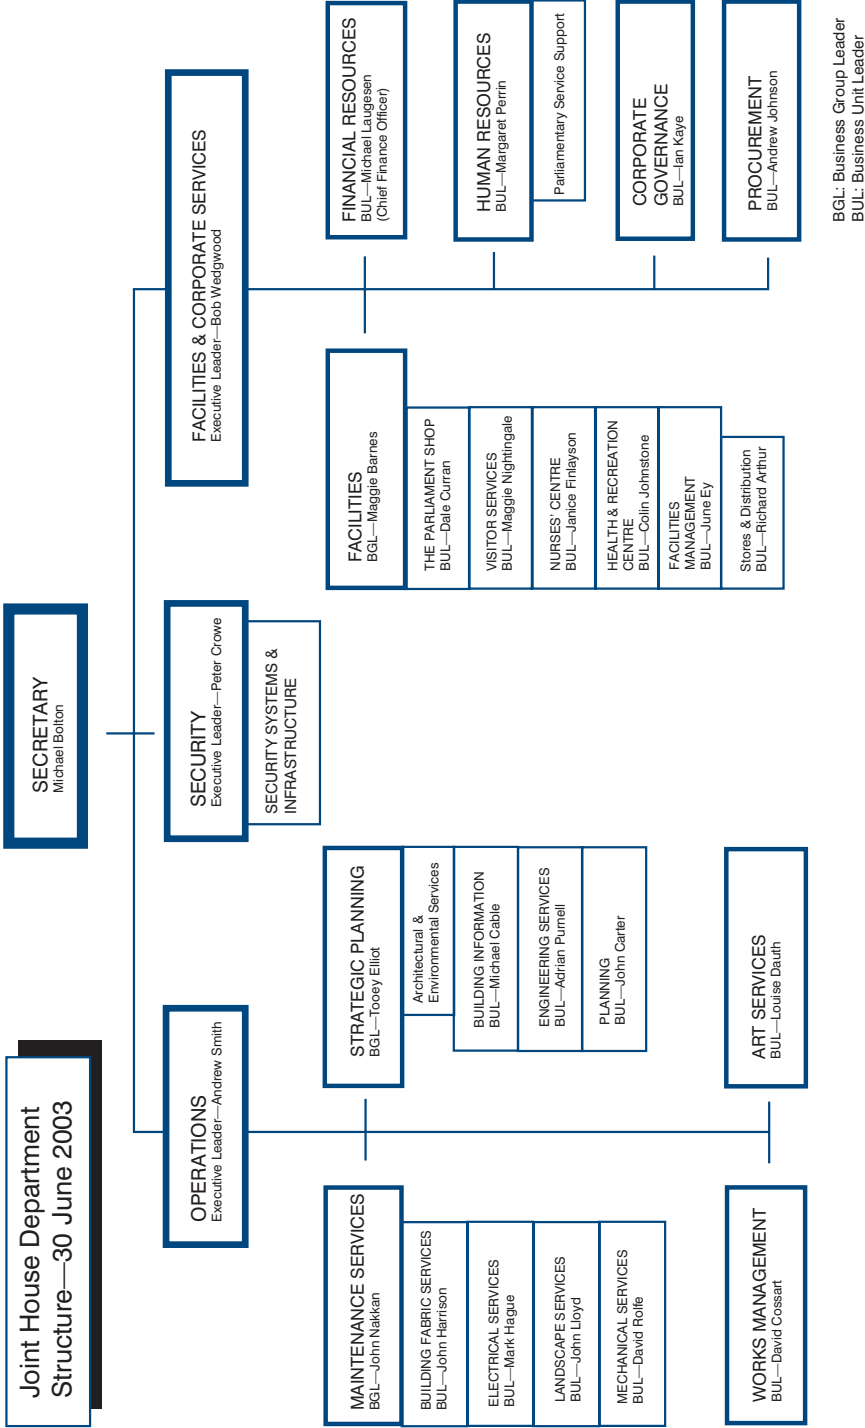 Joint House Department
Structure—30 June 2003
SECRETARY
Michael Bolton
OPERATIONS
Executive Leader—Andrew Smith
SECURITY
Executive Leader—Peter Crowe
SECURITY SYSTEMS &
INFRASTRUCTURE
FACILITIES & CORPORATE SERVICES
Executive Leader—Bob Wedgwood
MAINTENANCE SERVICES
BGL—John Nakkan
BUILDING FABRIC SERVICES
BUL—John Harrison
ELECTRICAL SERVICES
BUL—Mark Hague
LANDSCAPE SERVICES
BUL—John Lloyd
MECHANICAL SERVICES
BUL—David Rolfe
STRATEGIC PLANNING
BGL—Tooey Elliot
Architectural &
Environmental Services
BUILDING INFORMATION
BUL—Michael Cable
ENGINEERING SERVICES
BUL—Adrian Purnell
PLANNING
BUL—John Carter
WORKS MANAGEMENT
BUL—David Cossart
ART SERVICES
BUL—Louise Dauth
FACILITIES
BGL—Maggie Barnes
THE PARLIAMENT SHOP
BUL—Dale Curran
VISITOR SERVICES
BUL—Maggie Nightingale
NURSES' CENTRE
BUL—Janice Finlayson
HEALTH & RECREATION
CENTRE
BUL—Colin Johnstone
FACILITIES
MANAGEMENT
BUL—June Ey
Stores & Distribution
BUL—Richard Arthur
FINANCIAL RESOURCES
BUL—Michael Laugesen
(Chief Finance Officer)
HUMAN RESOURCES
BUL—Margaret Perrin
Parliamentary Service Support
CORPORATE
GOVERNANCE
BUL—Ian Kaye
PROCUREMENT
BUL—Andrew Johnson
BGL: Business Group Leader
BUL: Business Unit Leader